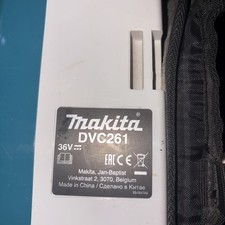 makita
DVC261
36V
EAC CE
Makita, Jan-Baptist
Vinkstraat 2, 3070, Belgium
Made in China / Сделано в Китае